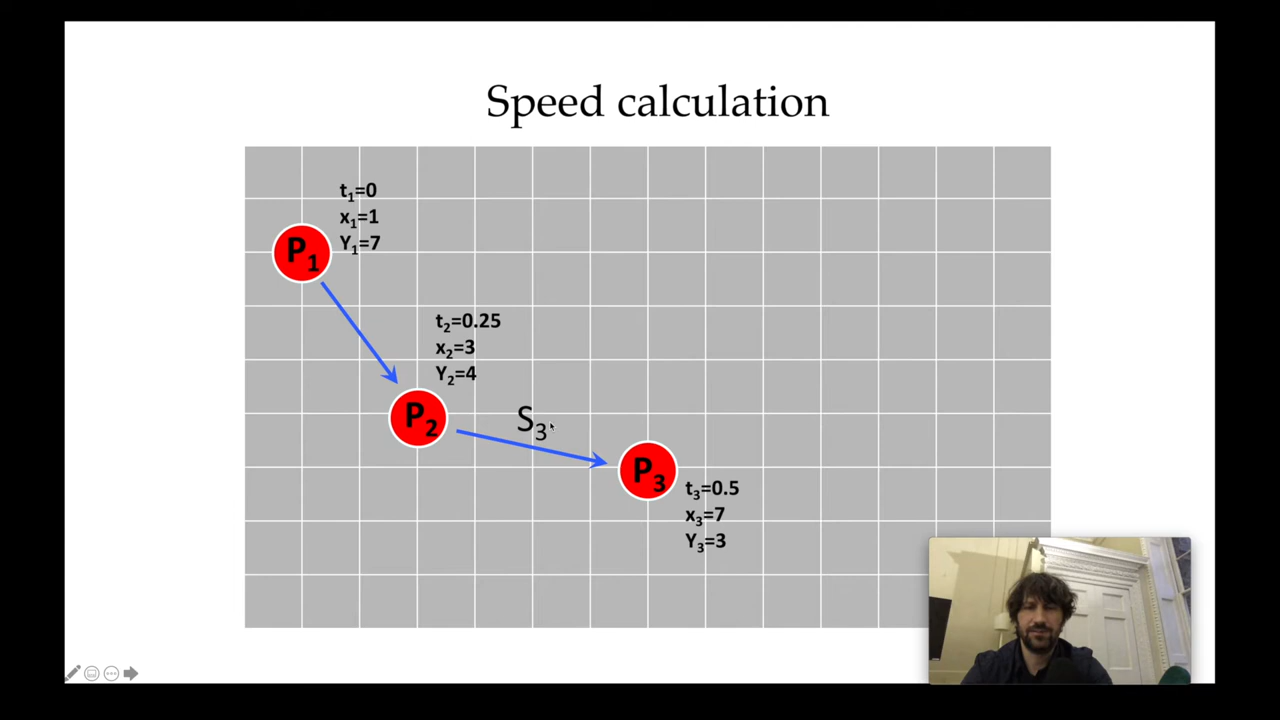 Speed calculation
t₁=0
x₁=1
Y₁=7
P₁
t₂=0.25
x₂=3
Y₂=4
P₂
S₃
P₃
t₃=0.5
x₃=7
Y₃=3